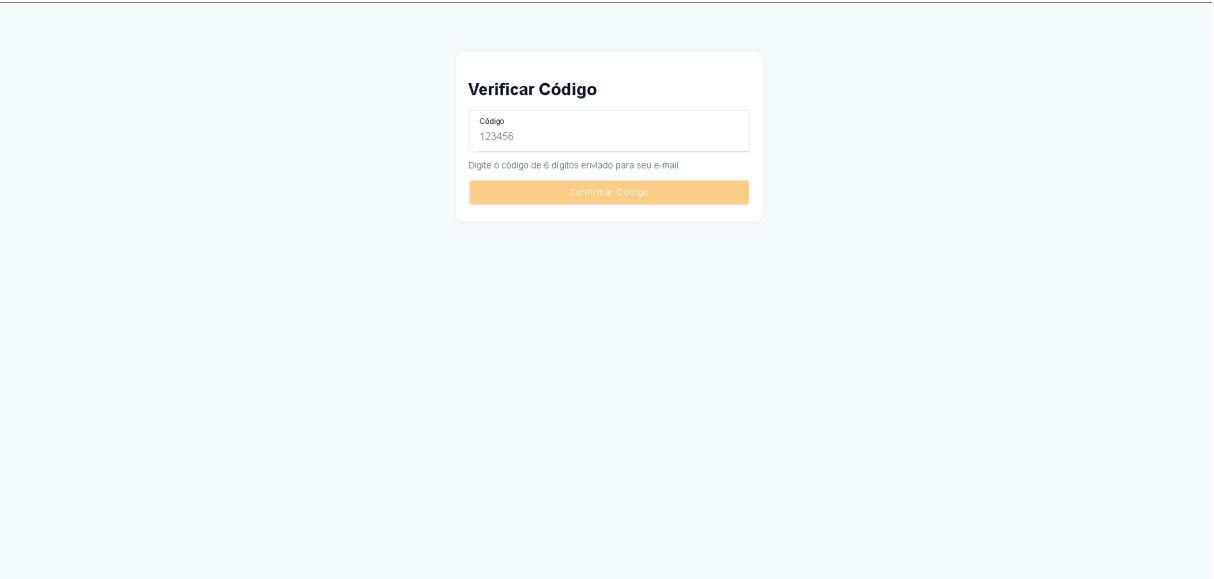 Verificar Código
Código
123456
Digite o código de 6 dígitos enviado para seu e-mail.
Confirmar Código